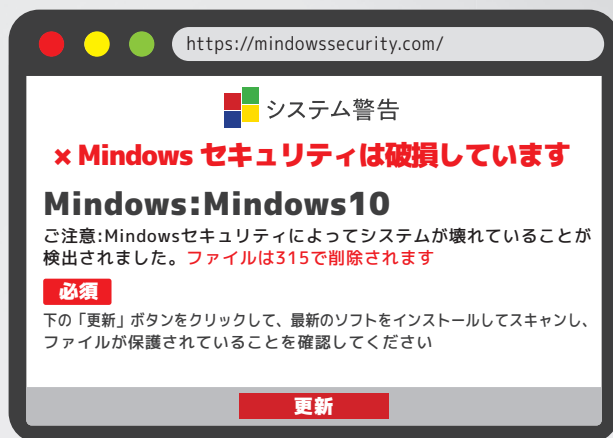 https://mindowssecurity.com/
システム警告
× Mindows セキュリティは破損しています
Mindows:Mindows10
ご注意:Mindowsセキュリティによってシステムが壊れていることが
検出されました。ファイルは315で削除されます
必須
下の「更新」ボタンをクリックして、最新のソフトをインストールしてスキャンし、
ファイルが保護されていることを確認してください
更新